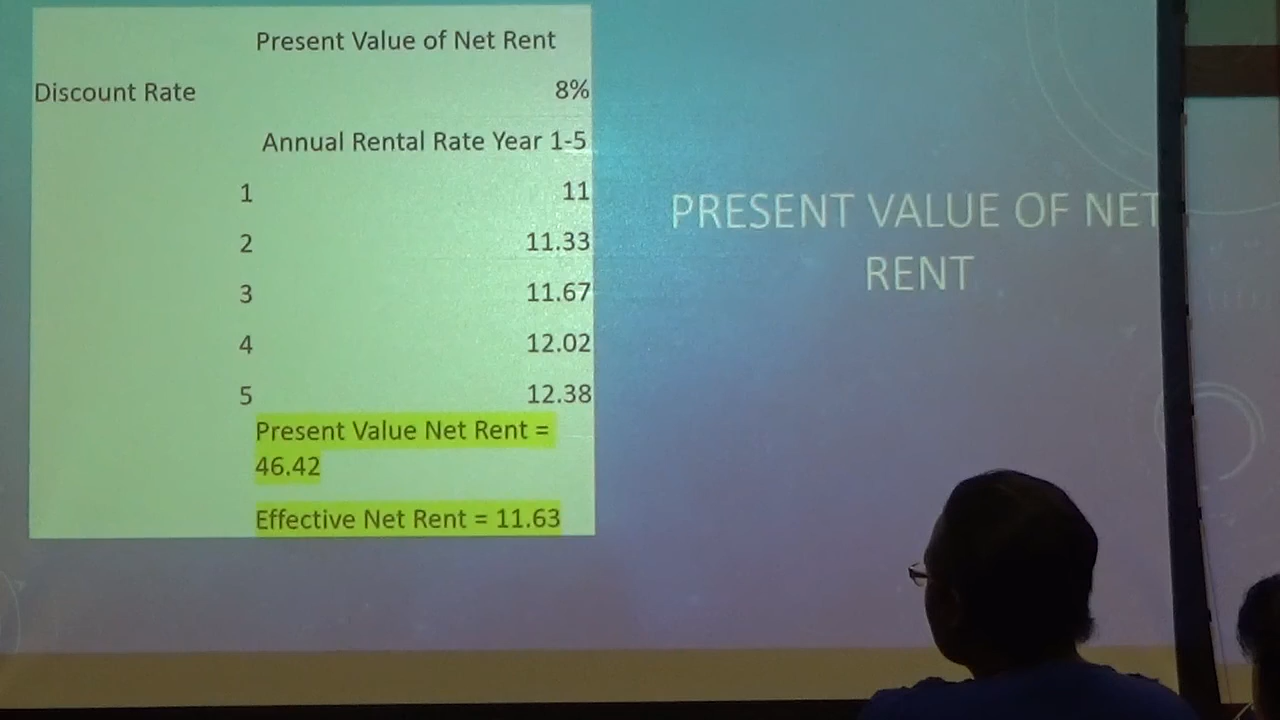 Present Value of Net Rent
Discount Rate 8%
Annual Rental Rate Year 1-5
1 11
2 11.33
3 11.67
4 12.02
5 12.38
Present Value Net Rent =
46.42
Effective Net Rent = 11.63
PRESENT VALUE OF NET
RENT